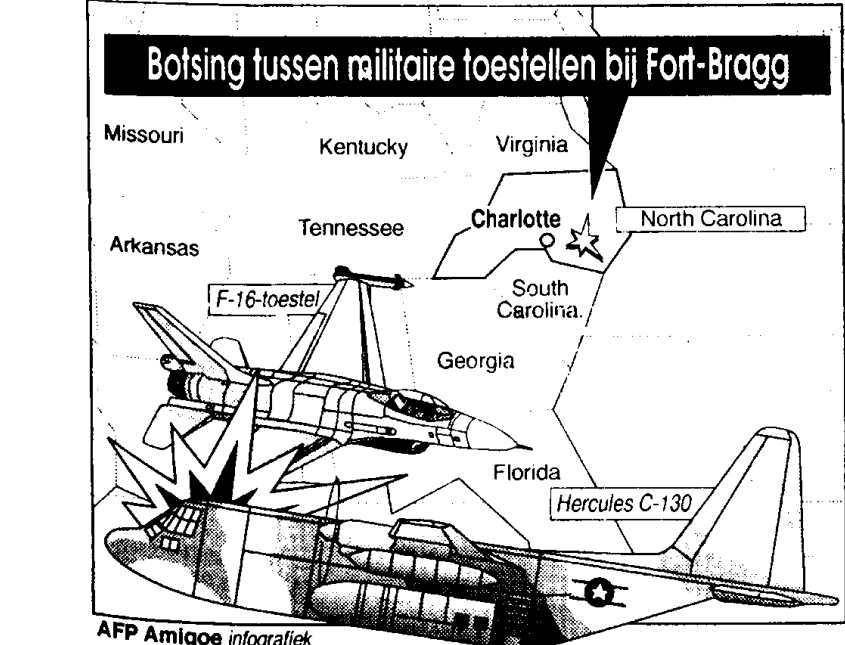 Botsing tussen militaire toestellen bij Fort-Bragg
Missouri
Kentucky
Virginia
Charlotte
North Carolina
Tennessee
Arkansas
F-16-toestel
South
Carolina.
Georgia
Florida
Hercules C-130
AFP Amigoe infografiek